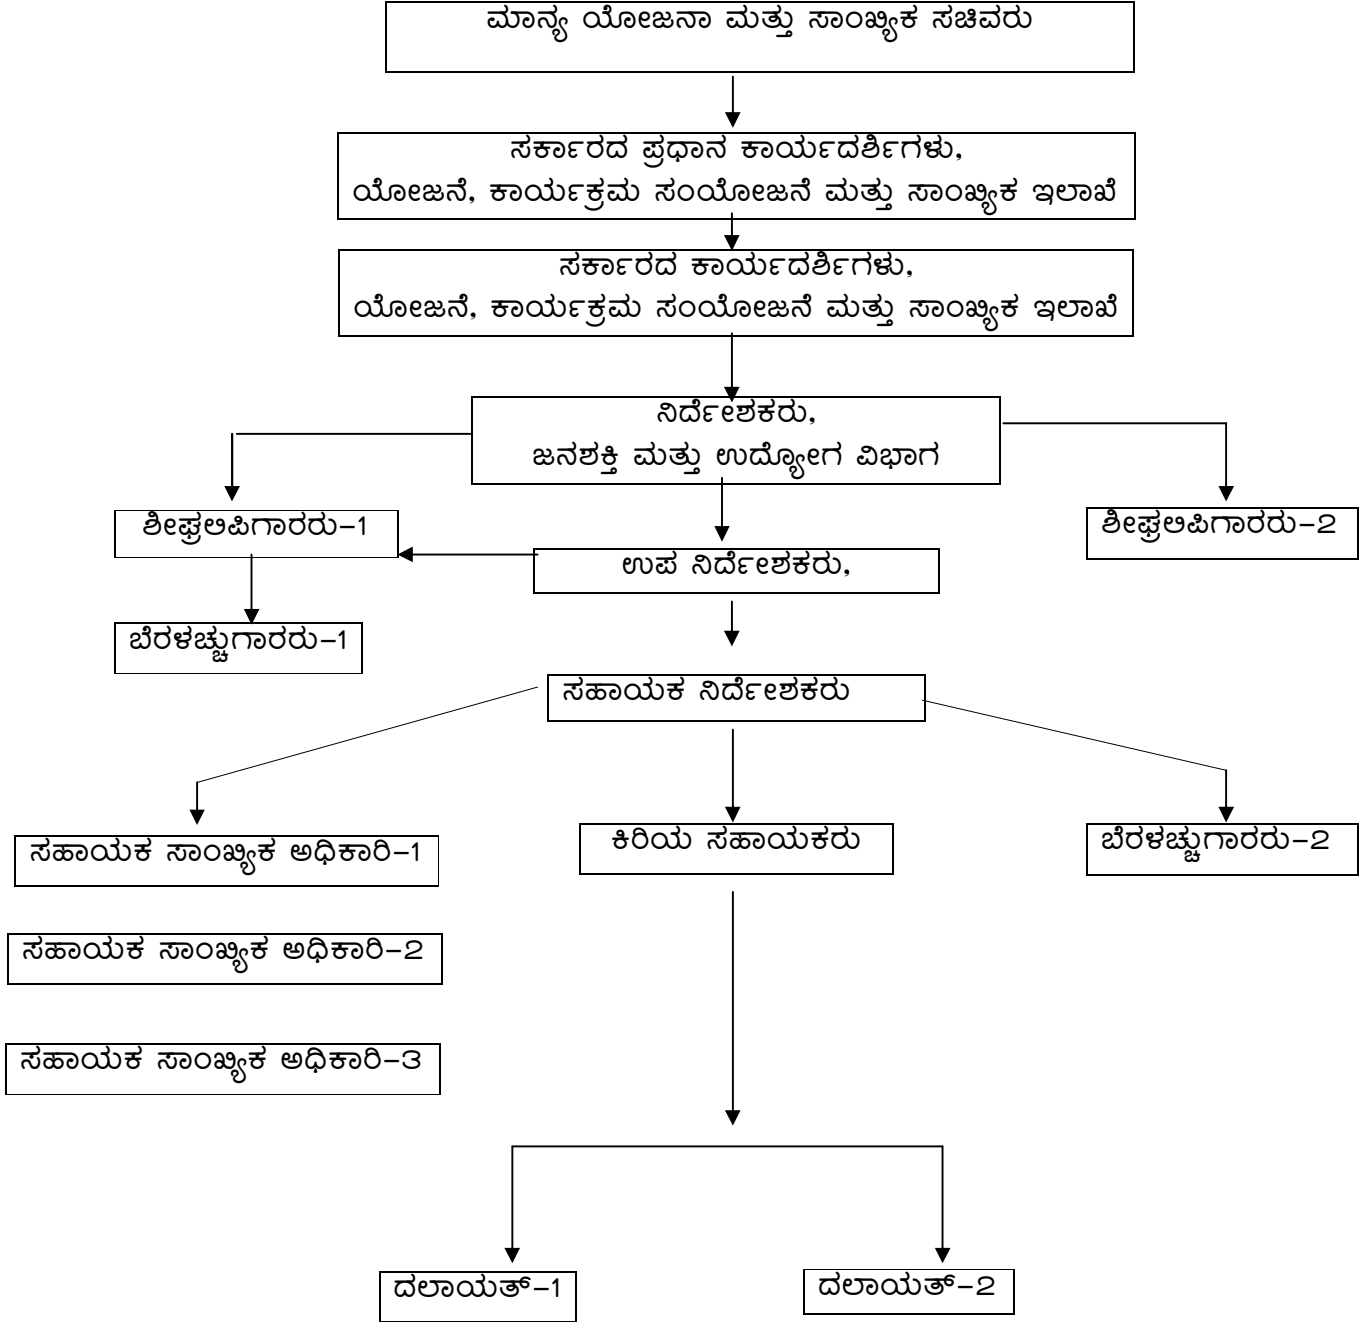 ಮಾನ್ಯ ಯೋಜನಾ ಮತ್ತು ಸಾಂಖ್ಯಿಕ ಸಚಿವರು
ಸರ್ಕಾರದ ಪ್ರಧಾನ ಕಾರ್ಯದರ್ಶಿಗಳು,
ಯೋಜನೆ, ಕಾರ್ಯಕ್ರಮ ಸಂಯೋಜನೆ ಮತ್ತು ಸಾಂಖ್ಯಿಕ ಇಲಾಖೆ
ಸರ್ಕಾರದ ಕಾರ್ಯದರ್ಶಿಗಳು,
ಯೋಜನೆ, ಕಾರ್ಯಕ್ರಮ ಸಂಯೋಜನೆ ಮತ್ತು ಸಾಂಖ್ಯಿಕ ಇಲಾಖೆ
ನಿರ್ದೇಶಕರು,
ಜನಶಕ್ತಿ ಮತ್ತು ಉದ್ಯೋಗ ವಿಭಾಗ
ಶೀಘ್ರಲಿಪಿಗಾರರು-1
ಶೀಘ್ರಲಿಪಿಗಾರರು-2
ಉಪ ನಿರ್ದೇಶಕರು,
ಬೆರಳಚ್ಚುಗಾರರು-1
ಸಹಾಯಕ ನಿರ್ದೇಶಕರು
ಸಹಾಯಕ ಸಾಂಖ್ಯಿಕ ಅಧಿಕಾರಿ-1
ಕಿರಿಯ ಸಹಾಯಕರು
ಬೆರಳಚ್ಚುಗಾರರು-2
ಸಹಾಯಕ ಸಾಂಖ್ಯಿಕ ಅಧಿಕಾರಿ-2
ಸಹಾಯಕ ಸಾಂಖ್ಯಿಕ ಅಧಿಕಾರಿ-3
ದಲಾಯತ್-1
ದಲಾಯತ್-2